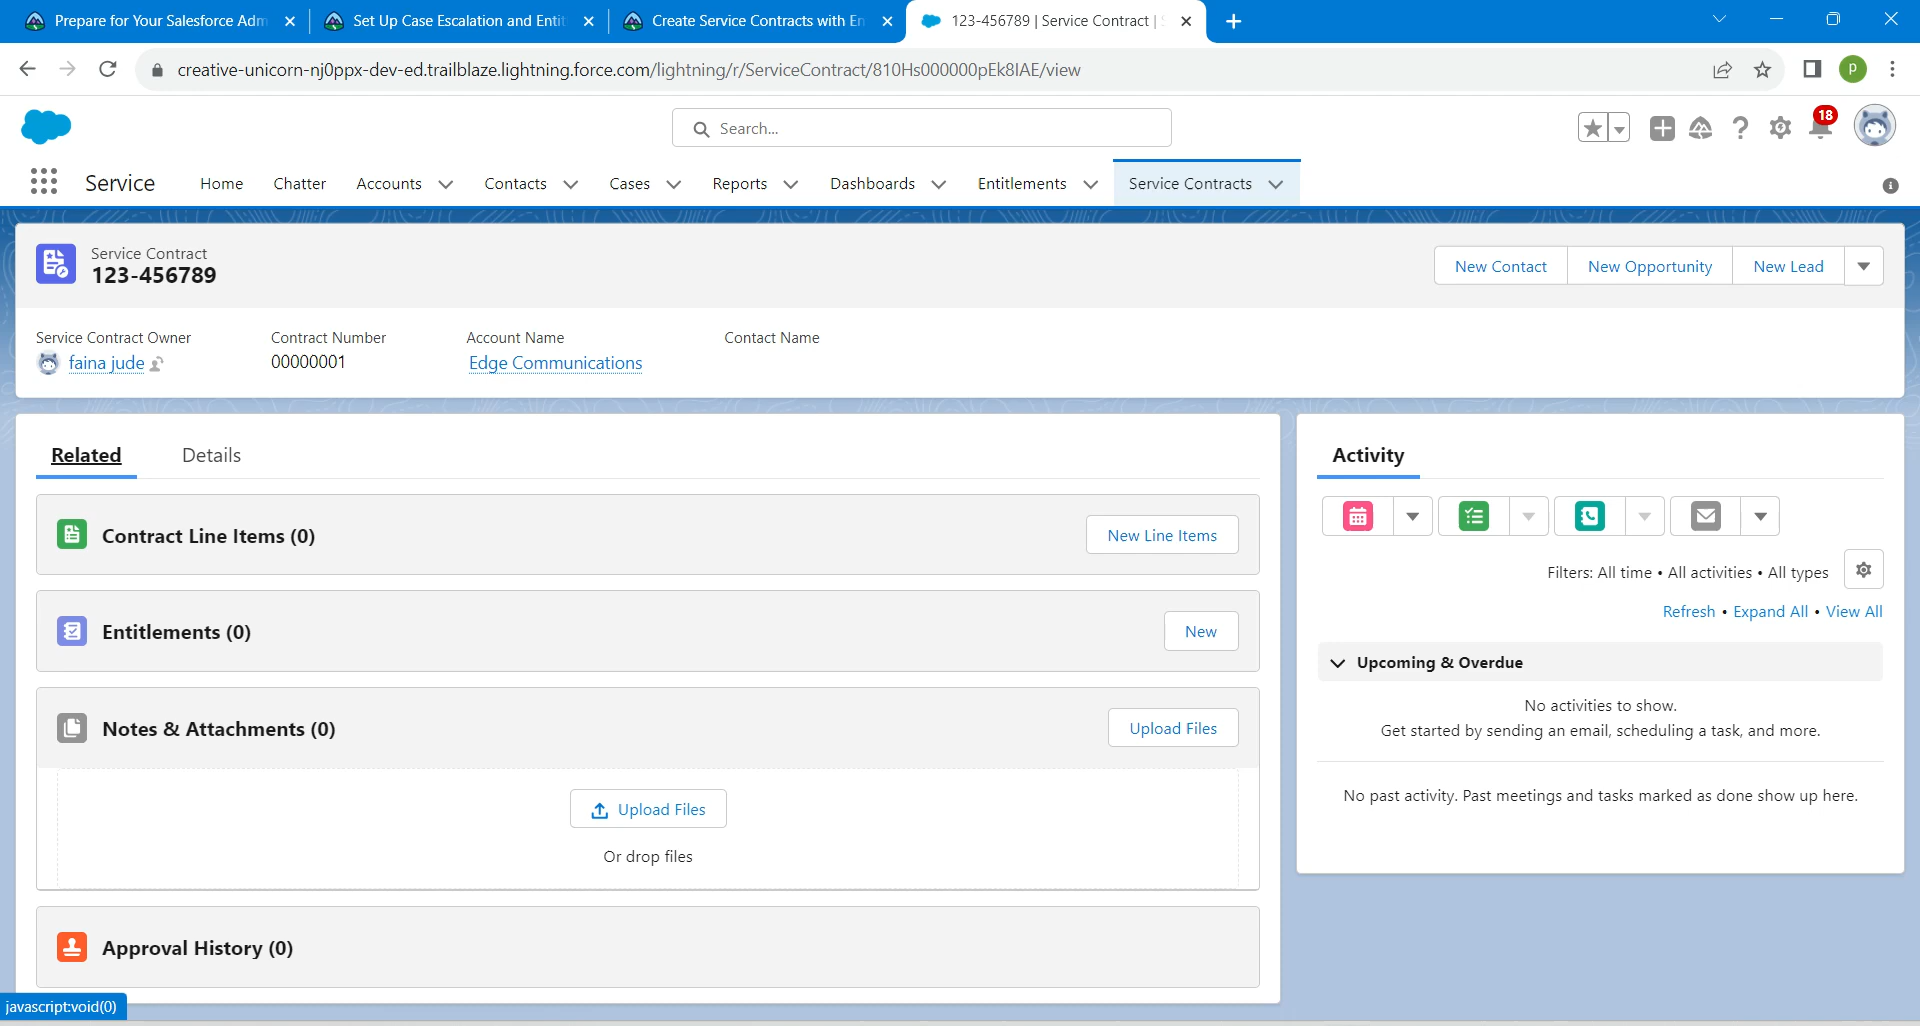 Prepare for Your Salesforce Adm
Set Up Case Escalation and Entit
Create Service Contracts with En
123-456789 | Service Contract |
creative-unicorn-nj0ppx-dev-ed.trailblaze.lightning.force.com/lightning/r/ServiceContract/810Hs000000pEk8IAE/view
p
Search...
18
Service
Home
Chatter
Accounts
Contacts
Cases
Reports
Dashboards
Entitlements
Service Contracts
Service Contract
123-456789
New Contact
New Opportunity
New Lead
Service Contract Owner
faina jude
Contract Number
00000001
Account Name
Edge Communications
Contact Name
Related
Details
Contract Line Items (0)
New Line Items
Entitlements (0)
New
Notes & Attachments (0)
Upload Files
Upload Files
Or drop files
Approval History (0)
Activity
Filters: All time • All activities • All types
Refresh • Expand All • View All
Upcoming & Overdue
No activities to show.
Get started by sending an email, scheduling a task, and more.
No past activity. Past meetings and tasks marked as done show up here.
javascript:void(0)